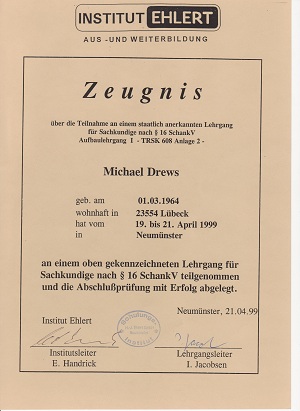 INSTITUT EHLERT
AUS - UND WEITERBILDUNG
Zeugnis
über die Teilnahme an einem staatlich anerkannten Lehrgang
für Sachkundige nach § 16 SchankV
Aufbaulehrgang I - TRSK 608 Anlage 2 -
Michael Drews
geb. am 01.03.1964
wohnhaft in 23554 Lübeck
hat vom 19. bis 21. April 1999
in Neumünster
an einem oben gekennzeichneten Lehrgang für
Sachkundige nach § 16 SchankV teilgenommen
und die Abschlußprüfung mit Erfolg abgelegt.
Neumünster, 21.04.99
Institut Ehlert
Institutsleiter Lehrgangsleiter
E. Handrick I. Jacobsen